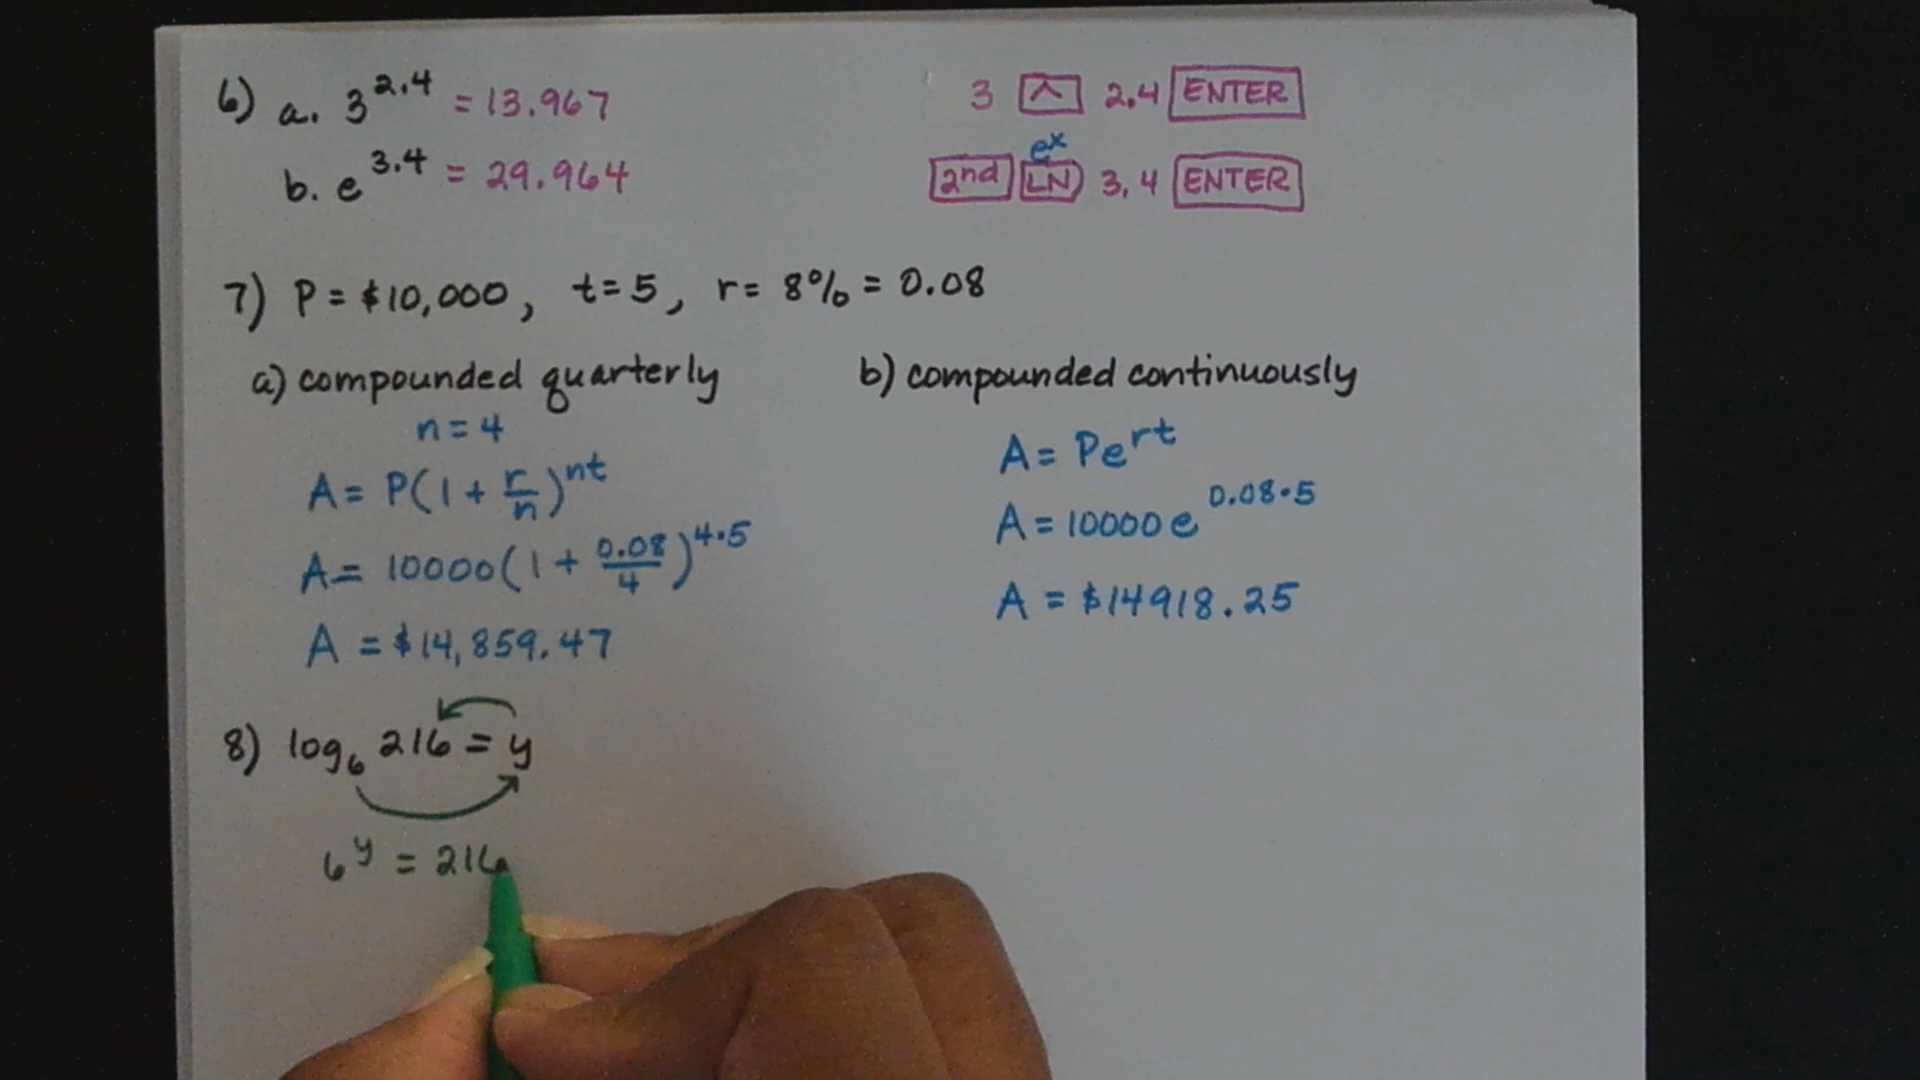 6) a. 3^2.4 = 13.967 3 ^ 2.4 ENTER
b. e^3.4 = 29.964 2nd e^x LN 3.4 ENTER
7) P = $10,000, t = 5, r = 8% = 0.08
a) compounded quarterly
n = 4
A = P(1 + r/n)^nt
A = 10000(1 + 0.08/4)^4•5
A = $14,859.47
b) compounded continuously
A = Pe^rt
A = 10000e^0.08•5
A = $14918.25
8) log₆ 216 = y
6^y = 216